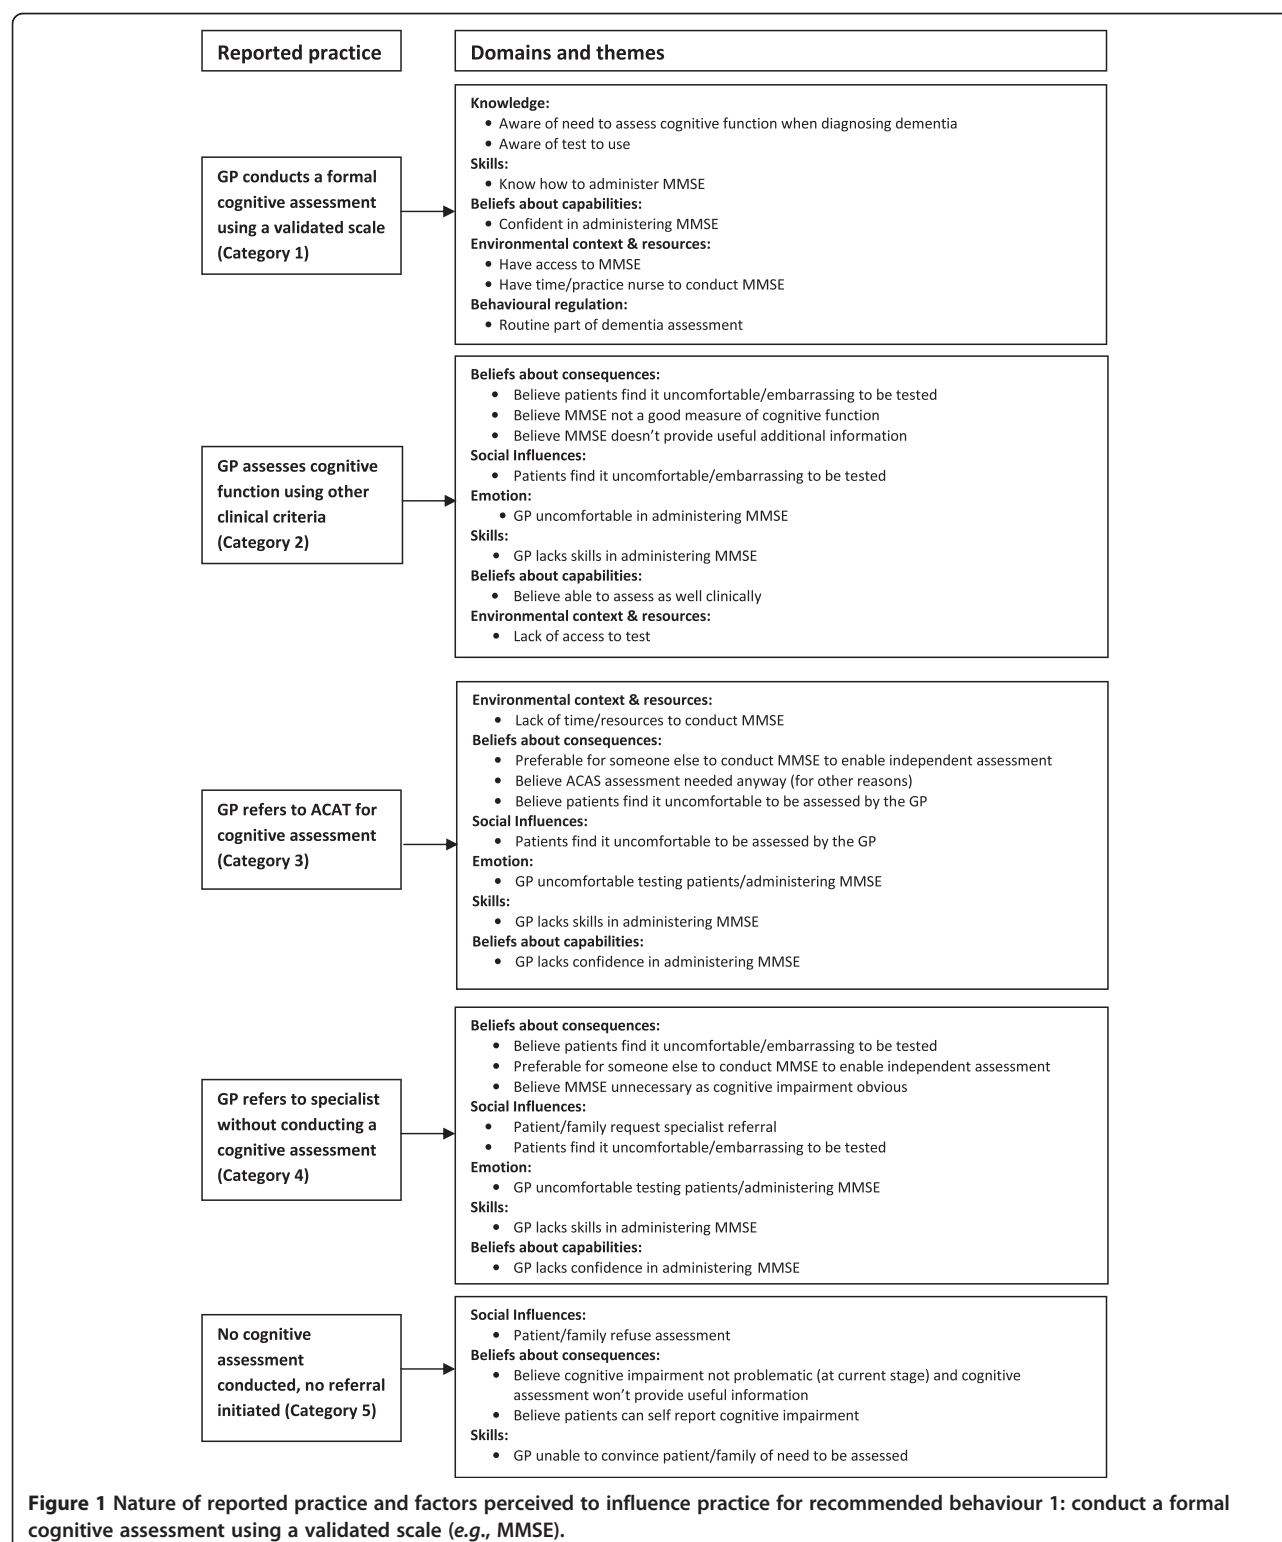 Reported practice
Domains and themes
GP conducts a formal
cognitive assessment
using a validated scale
(Category 1)
Knowledge:
• Aware of need to assess cognitive function when diagnosing dementia
• Aware of test to use
Skills:
• Know how to administer MMSE
Beliefs about capabilities:
• Confident in administering MMSE
Environmental context & resources:
• Have access to MMSE
• Have time/practice nurse to conduct MMSE
Behavioural regulation:
• Routine part of dementia assessment
GP assesses cognitive
function using other
clinical criteria
(Category 2)
Beliefs about consequences:
• Believe patients find it uncomfortable/embarrassing to be tested
• Believe MMSE not a good measure of cognitive function
• Believe MMSE doesn’t provide useful additional information
Social Influences:
• Patients find it uncomfortable/embarrassing to be tested
Emotion:
• GP uncomfortable in administering MMSE
Skills:
• GP lacks skills in administering MMSE
Beliefs about capabilities:
• Believe able to assess as well clinically
Environmental context & resources:
• Lack of access to test
GP refers to ACAT for
cognitive assessment
(Category 3)
Environmental context & resources:
• Lack of time/resources to conduct MMSE
Beliefs about consequences:
• Preferable for someone else to conduct MMSE to enable independent assessment
• Believe ACAS assessment needed anyway (for other reasons)
• Believe patients find it uncomfortable to be assessed by the GP
Social Influences:
• Patients find it uncomfortable to be assessed by the GP
Emotion:
• GP uncomfortable testing patients/administering MMSE
Skills:
• GP lacks skills in administering MMSE
Beliefs about capabilities:
• GP lacks confidence in administering MMSE
GP refers to specialist
without conducting a
cognitive assessment
(Category 4)
Beliefs about consequences:
• Believe patients find it uncomfortable/embarrassing to be tested
• Preferable for someone else to conduct MMSE to enable independent assessment
• Believe MMSE unnecessary as cognitive impairment obvious
Social Influences:
• Patient/family request specialist referral
• Patients find it uncomfortable/embarrassing to be tested
Emotion:
• GP uncomfortable testing patients/administering MMSE
Skills:
• GP lacks skills in administering MMSE
Beliefs about capabilities:
• GP lacks confidence in administering MMSE
No cognitive
assessment
conducted, no referral
initiated (Category 5)
Social Influences:
• Patient/family refuse assessment
Beliefs about consequences:
• Believe cognitive impairment not problematic (at current stage) and cognitive
assessment won’t provide useful information
• Believe patients can self report cognitive impairment
Skills:
• GP unable to convince patient/family of need to be assessed
Figure 1 Nature of reported practice and factors perceived to influence practice for recommended behaviour 1: conduct a formal
cognitive assessment using a validated scale (e.g., MMSE).